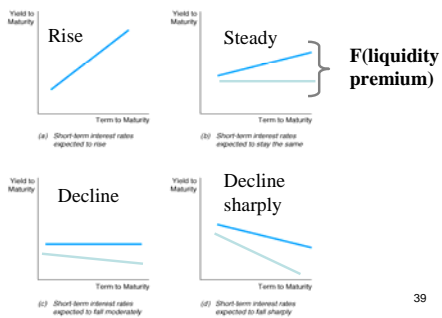 Yield to
Maturity
Rise
Term to Maturity
(a) Short-term interest rates
expected to rise
Yield to
Maturity
Steady
Term to Maturity
(b) Short-term interest rates
expected to stay the same
F(liquidity
premium)
Yield to
Maturity
Decline
Term to Maturity
(c) Short-term interest rates
expected to fall moderately
Yield to
Maturity
Decline
sharply
Term to Maturity
(d) Short-term interest rates
expected to fall sharply
39